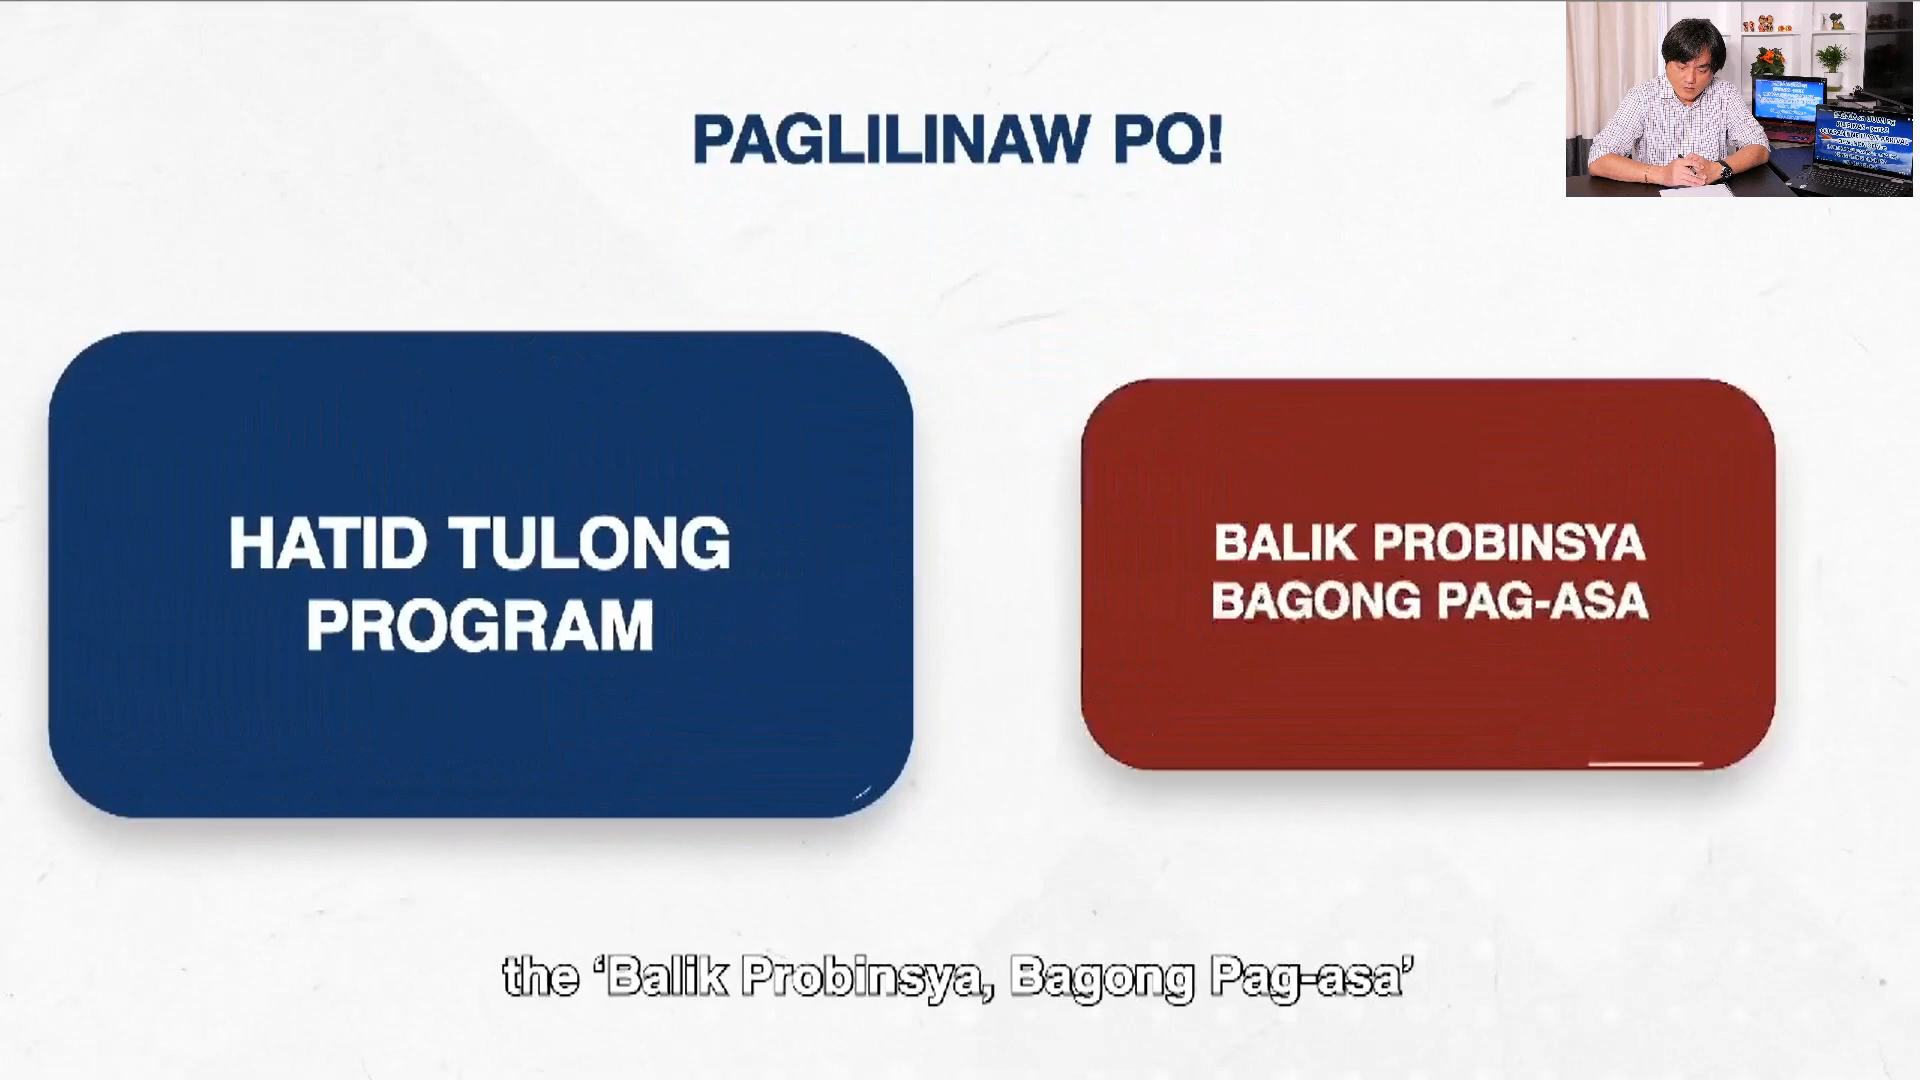 PAGLILINAW PO!
HATID TULONG
PROGRAM
BALIK PROBINSYA
BAGONG PAG-ASA
the ‘Balik Probinsya, Bagong Pag-asa’